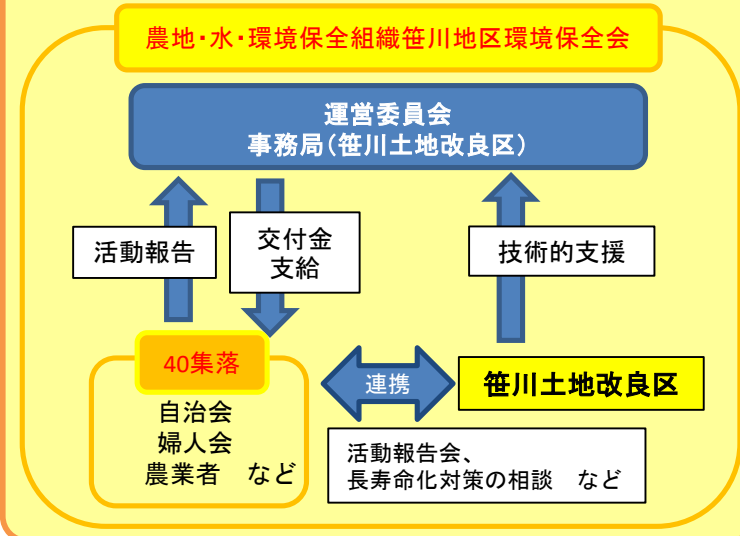 農地・水・環境保全組織笹川地区環境保全会
運営委員会
事務局(笹川土地改良区)
活動報告
交付金
支給
技術的支援
40集落
自治会
婦人会
農業者　など
連携
笹川土地改良区
活動報告会、
長寿命化対策の相談　など